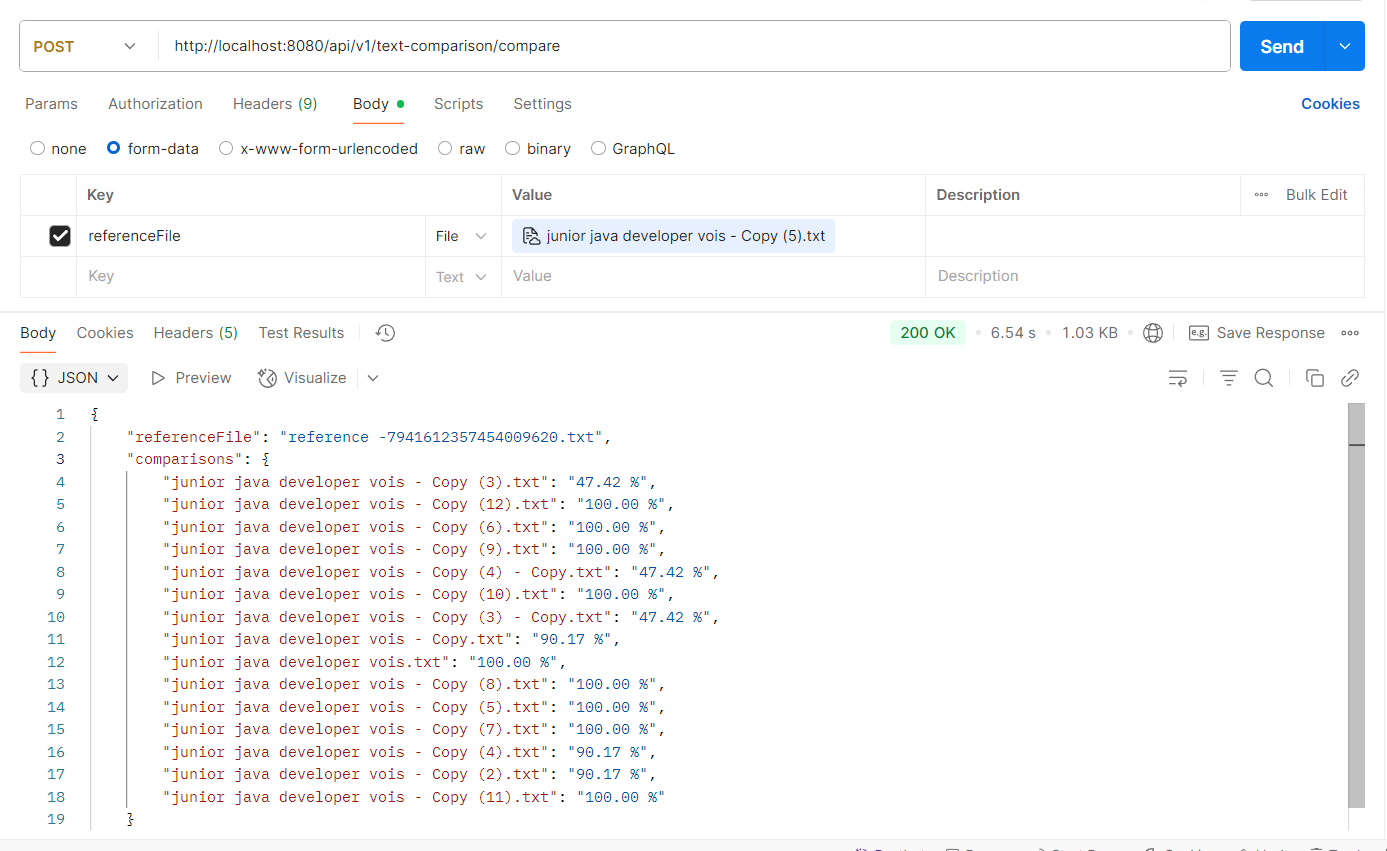 POST http://localhost:8080/api/v1/text-comparison/compare Send
Params Authorization Headers (9) Body Scripts Settings Cookies
none form-data x-www-form-urlencoded raw binary GraphQL
Key Value Description Bulk Edit
referenceFile File junior java developer vois - Copy (5).txt
Key Text Value Description
Body Cookies Headers (5) Test Results 200 OK 6.54 s 1.03 KB e.g. Save Response
{} JSON Preview Visualize
1 {
2 "referenceFile": "reference -7941612357454009620.txt",
3 "comparisons": {
4 "junior java developer vois - Copy (3).txt": "47.42 %",
5 "junior java developer vois - Copy (12).txt": "100.00 %",
6 "junior java developer vois - Copy (6).txt": "100.00 %",
7 "junior java developer vois - Copy (9).txt": "100.00 %",
8 "junior java developer vois - Copy (4) - Copy.txt": "47.42 %",
9 "junior java developer vois - Copy (10).txt": "100.00 %",
10 "junior java developer vois - Copy (3) - Copy.txt": "47.42 %",
11 "junior java developer vois - Copy.txt": "90.17 %",
12 "junior java developer vois.txt": "100.00 %",
13 "junior java developer vois - Copy (8).txt": "100.00 %",
14 "junior java developer vois - Copy (5).txt": "100.00 %",
15 "junior java developer vois - Copy (7).txt": "100.00 %",
16 "junior java developer vois - Copy (4).txt": "90.17 %",
17 "junior java developer vois - Copy (2).txt": "90.17 %",
18 "junior java developer vois - Copy (11).txt": "100.00 %"
19 }